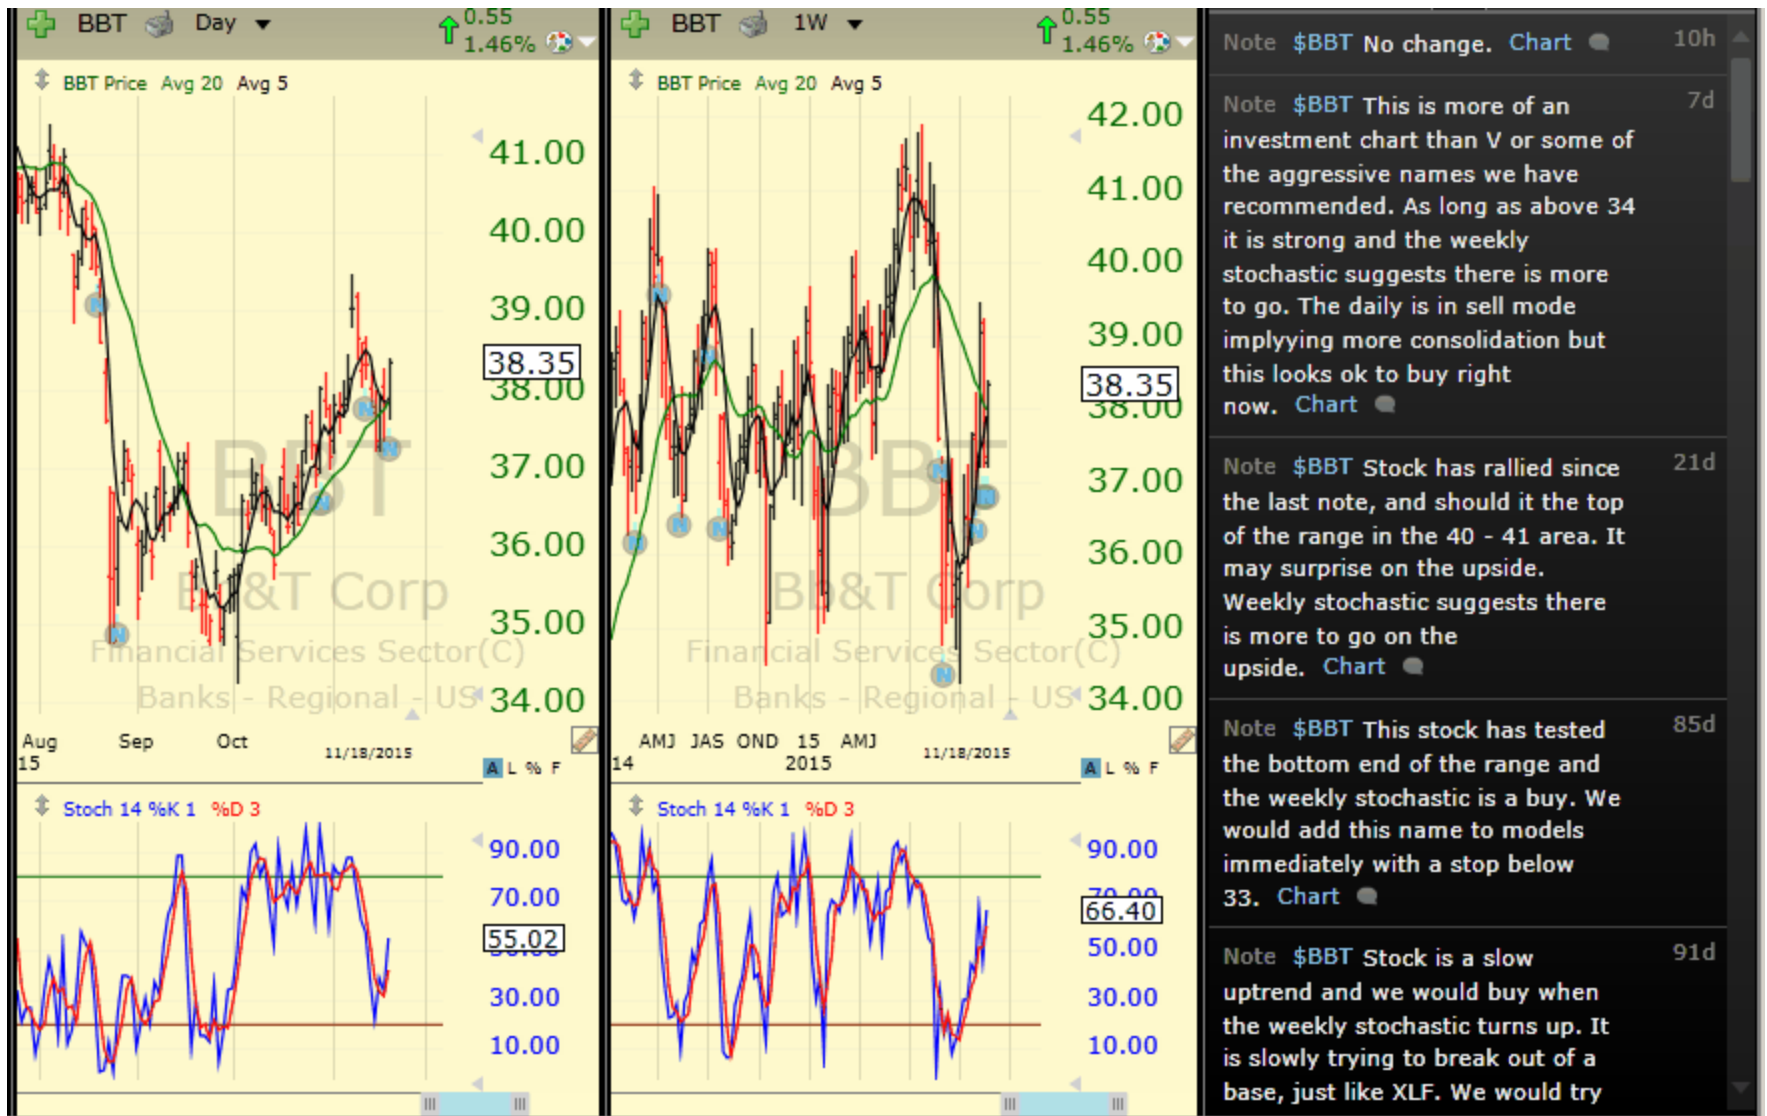 BBT Day 0.55
1.46%
BBT Price Avg 20 Avg 5
41.00
40.00
39.00
38.35
38.00
37.00
36.00
35.00
34.00
BBT
Bb&T Corp
Financial Services Sector(C)
Banks - Regional - US
N
N
N
N
N
Aug Sep Oct
15
11/18/2015
A L % F
Stoch 14 %K 1 %D 3
90.00
70.00
55.02
50.00
30.00
10.00
BBT 1W 0.55
1.46%
BBT Price Avg 20 Avg 5
42.00
41.00
40.00
39.00
38.35
38.00
37.00
36.00
35.00
34.00
BBT
Bb&T Corp
Financial Services Sector(C)
Banks - Regional - US
N
N
N
N
N
N
N
N
N
AMJ JAS OND 15 AMJ
14 2015
11/18/2015
A L % F
Stoch 14 %K 1 %D 3
90.00
70.00
66.40
50.00
30.00
10.00
Note $BBT No change. Chart 10h
Note $BBT This is more of an 7d
investment chart than V or some of
the aggressive names we have
recommended. As long as above 34
it is strong and the weekly
stochastic suggests there is more
to go. The daily is in sell mode
implyying more consolidation but
this looks ok to buy right
now. Chart
Note $BBT Stock has rallied since 21d
the last note, and should it the top
of the range in the 40 - 41 area. It
may surprise on the upside.
Weekly stochastic suggests there
is more to go on the
upside. Chart
Note $BBT This stock has tested 85d
the bottom end of the range and
the weekly stochastic is a buy. We
would add this name to models
immediately with a stop below
33. Chart
Note $BBT Stock is a slow 91d
uptrend and we would buy when
the weekly stochastic turns up. It
is slowly trying to break out of a
base, just like XLF. We would try